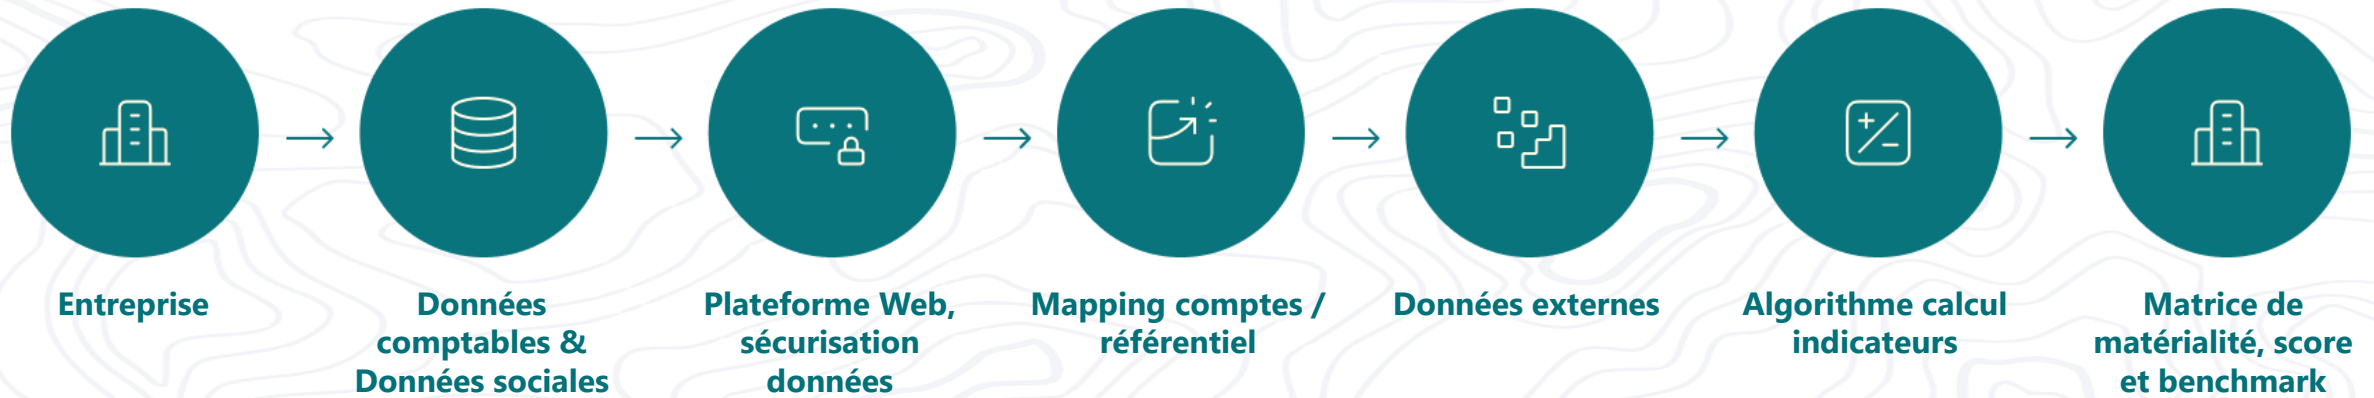 Entreprise
Données
comptables &
Données sociales
Plateforme Web,
sécurisation
données
Mapping comptes /
référentiel
Données externes
Algorithme calcul
indicateurs
Matrice de
matérialité, score
et benchmark